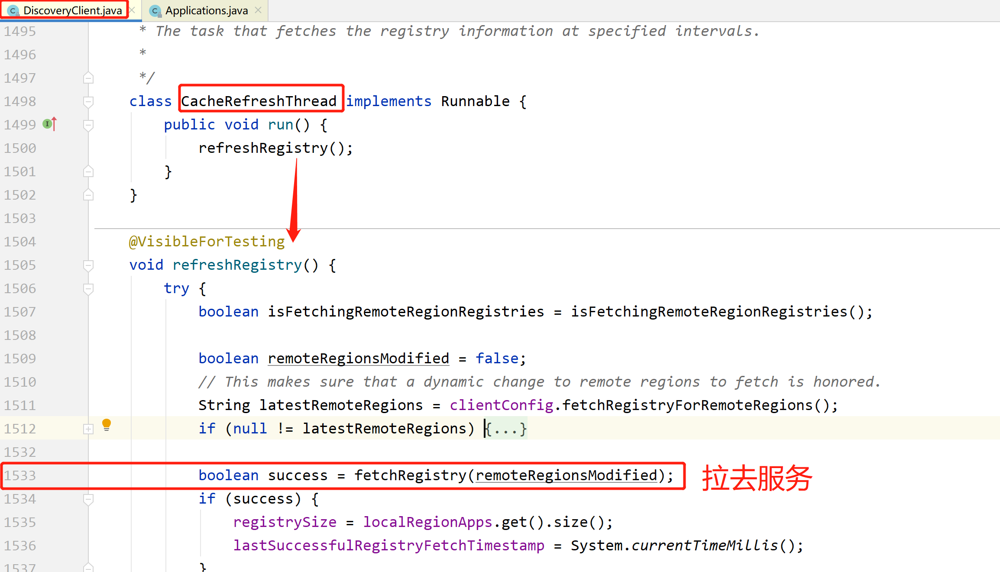 DiscoveryClient.java Applications.java
1495 * The task that fetches the registry information at specified intervals.
1496 *
1497 */
1498 class CacheRefreshThread implements Runnable {
1499 public void run() {
1500 refreshRegistry();
1501 }
1502 }
1503
1504 @VisibleForTesting
1505 void refreshRegistry() {
1506 try {
1507 boolean isFetchingRemoteRegionRegistries = isFetchingRemoteRegionRegistries();
1508
1509 boolean remoteRegionsModified = false;
1510 // This makes sure that a dynamic change to remote regions to fetch is honored.
1511 String latestRemoteRegions = clientConfig.fetchRegistryForRemoteRegions();
1512 if (null != latestRemoteRegions) {...}
1532
1533 boolean success = fetchRegistry(remoteRegionsModified); 拉去服务
1534 if (success) {
1535 registrySize = localRegionApps.get().size();
1536 lastSuccessfulRegistryFetchTimestamp = System.currentTimeMillis();
1537 }